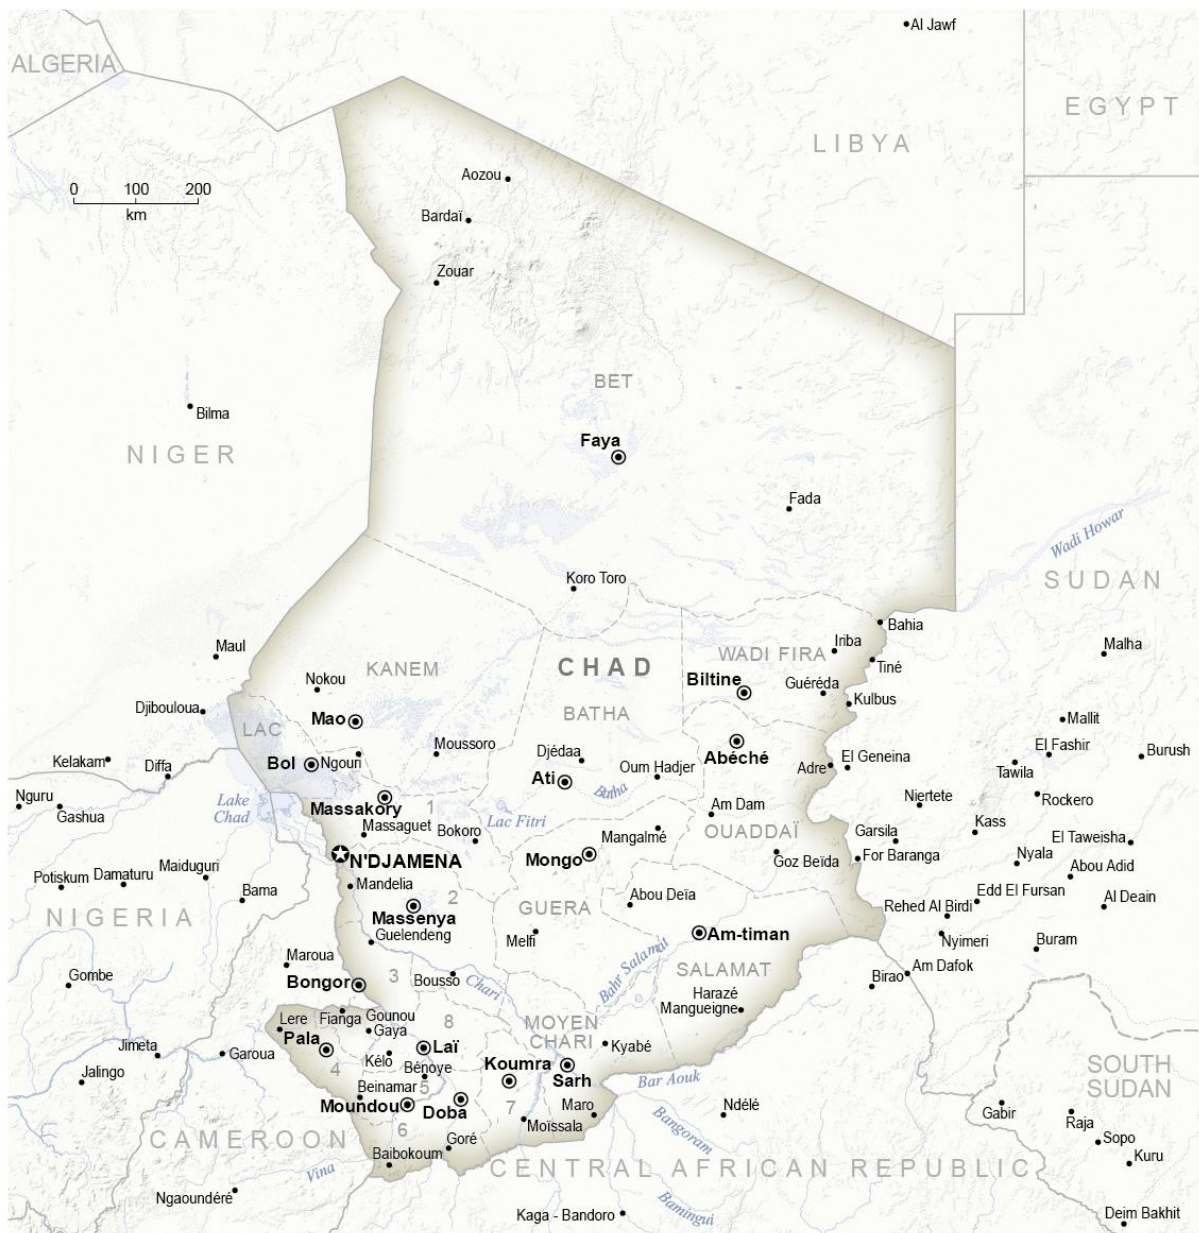 Al Jawf
ALGERIA
EGYPT
LIBYA
0 100 200
km
Aozou
Bardaï
Zouar
BET
Bilma
NIGER
Faya
Fada
Wadi Howar
SUDAN
Koro Toro
Bahia
Maul
Iriba
WADI FIRA
Malha
KANEM
CHAD
Tiné
Nokou
Biltine
Guéréda
Djibouloua
Mao
Kulbus
LAC
BATHA
Mallit
Moussoro
Djédaa
Abéché
El Fashir
Kelakam
Diffa
Bol
Ngouri
Ati
Oum Hadjer
Adre
El Geneina
Tawila
Burush
Batha
Nguru
Gashua
Lake
Chad
Massakory
1
Lac Fitri
Am Dam
Niertete
Rockero
Massaguet
Bokoro
Mangalmé
OUADDAÏ
Garsila
Kass
El Taweisha
N'DJAMENA
Mongo
Goz Beïda
For Baranga
Nyala
Abou Adid
Potiskum
Damaturu
Maiduguri
Mandelia
Bama
2
Abou Deïa
Edd El Fursan
Al Deain
NIGERIA
Massenya
GUERA
Rehed Al Birdi
Guelendeng
Melfi
Am-timan
Nyimeri
Buram
Maroua
Bahr Salamat
SALAMAT
Gombe
Bongor
3
Bousso
Chari
Birao
Am Dafok
Harazé
Mangueigne
Lere
Fianga
Gounou
Gaya
8
MOYEN
CHARI
Pala
Laï
Kyabé
Jimeta
Garoua
Kélo
Koumra
SOUTH
SUDAN
Jalingo
4
Bénoye
Sarh
Bar Aouk
Beinamar
5
Moundou
Doba
7
Maro
Ndélé
Gabir
Raja
Moïssala
Bangoram
CAMEROON
6
Goré
Sopo
Baibokoum
Kuru
Vina
CENTRAL AFRICAN REPUBLIC
Ngaoundéré
Kaga - Bandoro
Bamingui
Deim Bakhit